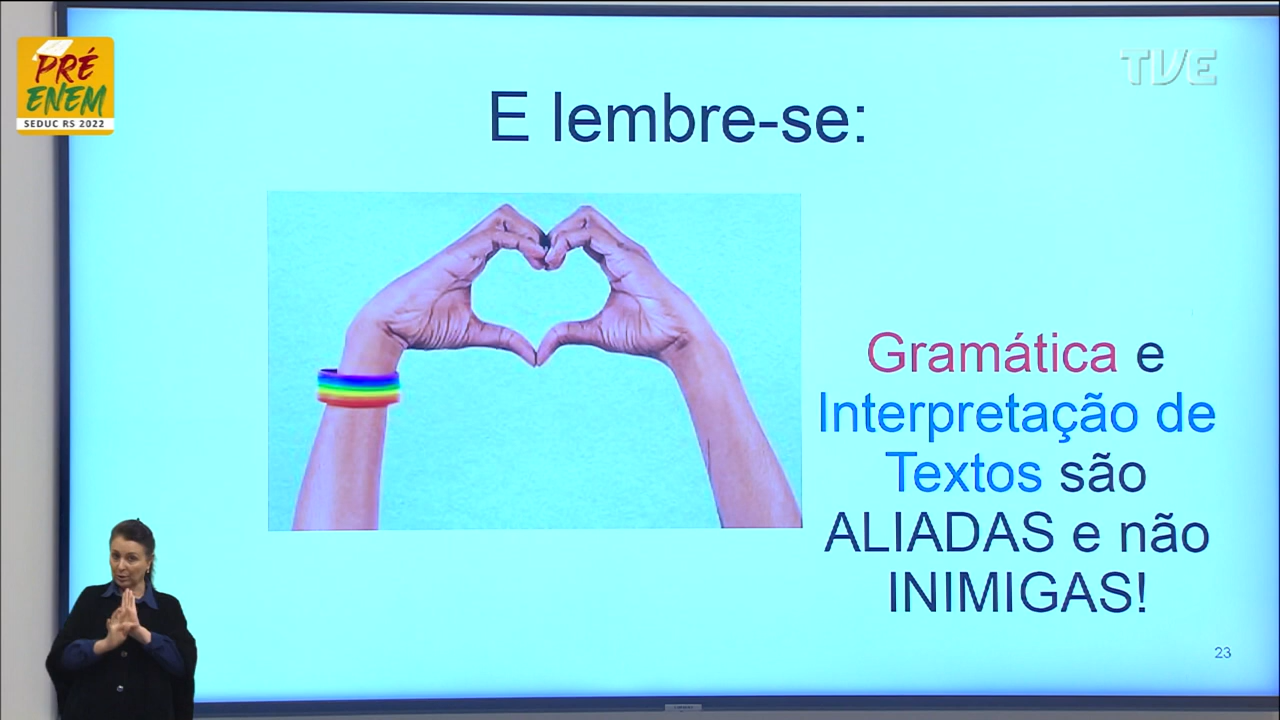 PRÉ
ENEM
SEDUC RS 2022
TVE
E lembre-se:
Gramática e
Interpretação de
Textos são
ALIADAS e não
INIMIGAS!
23